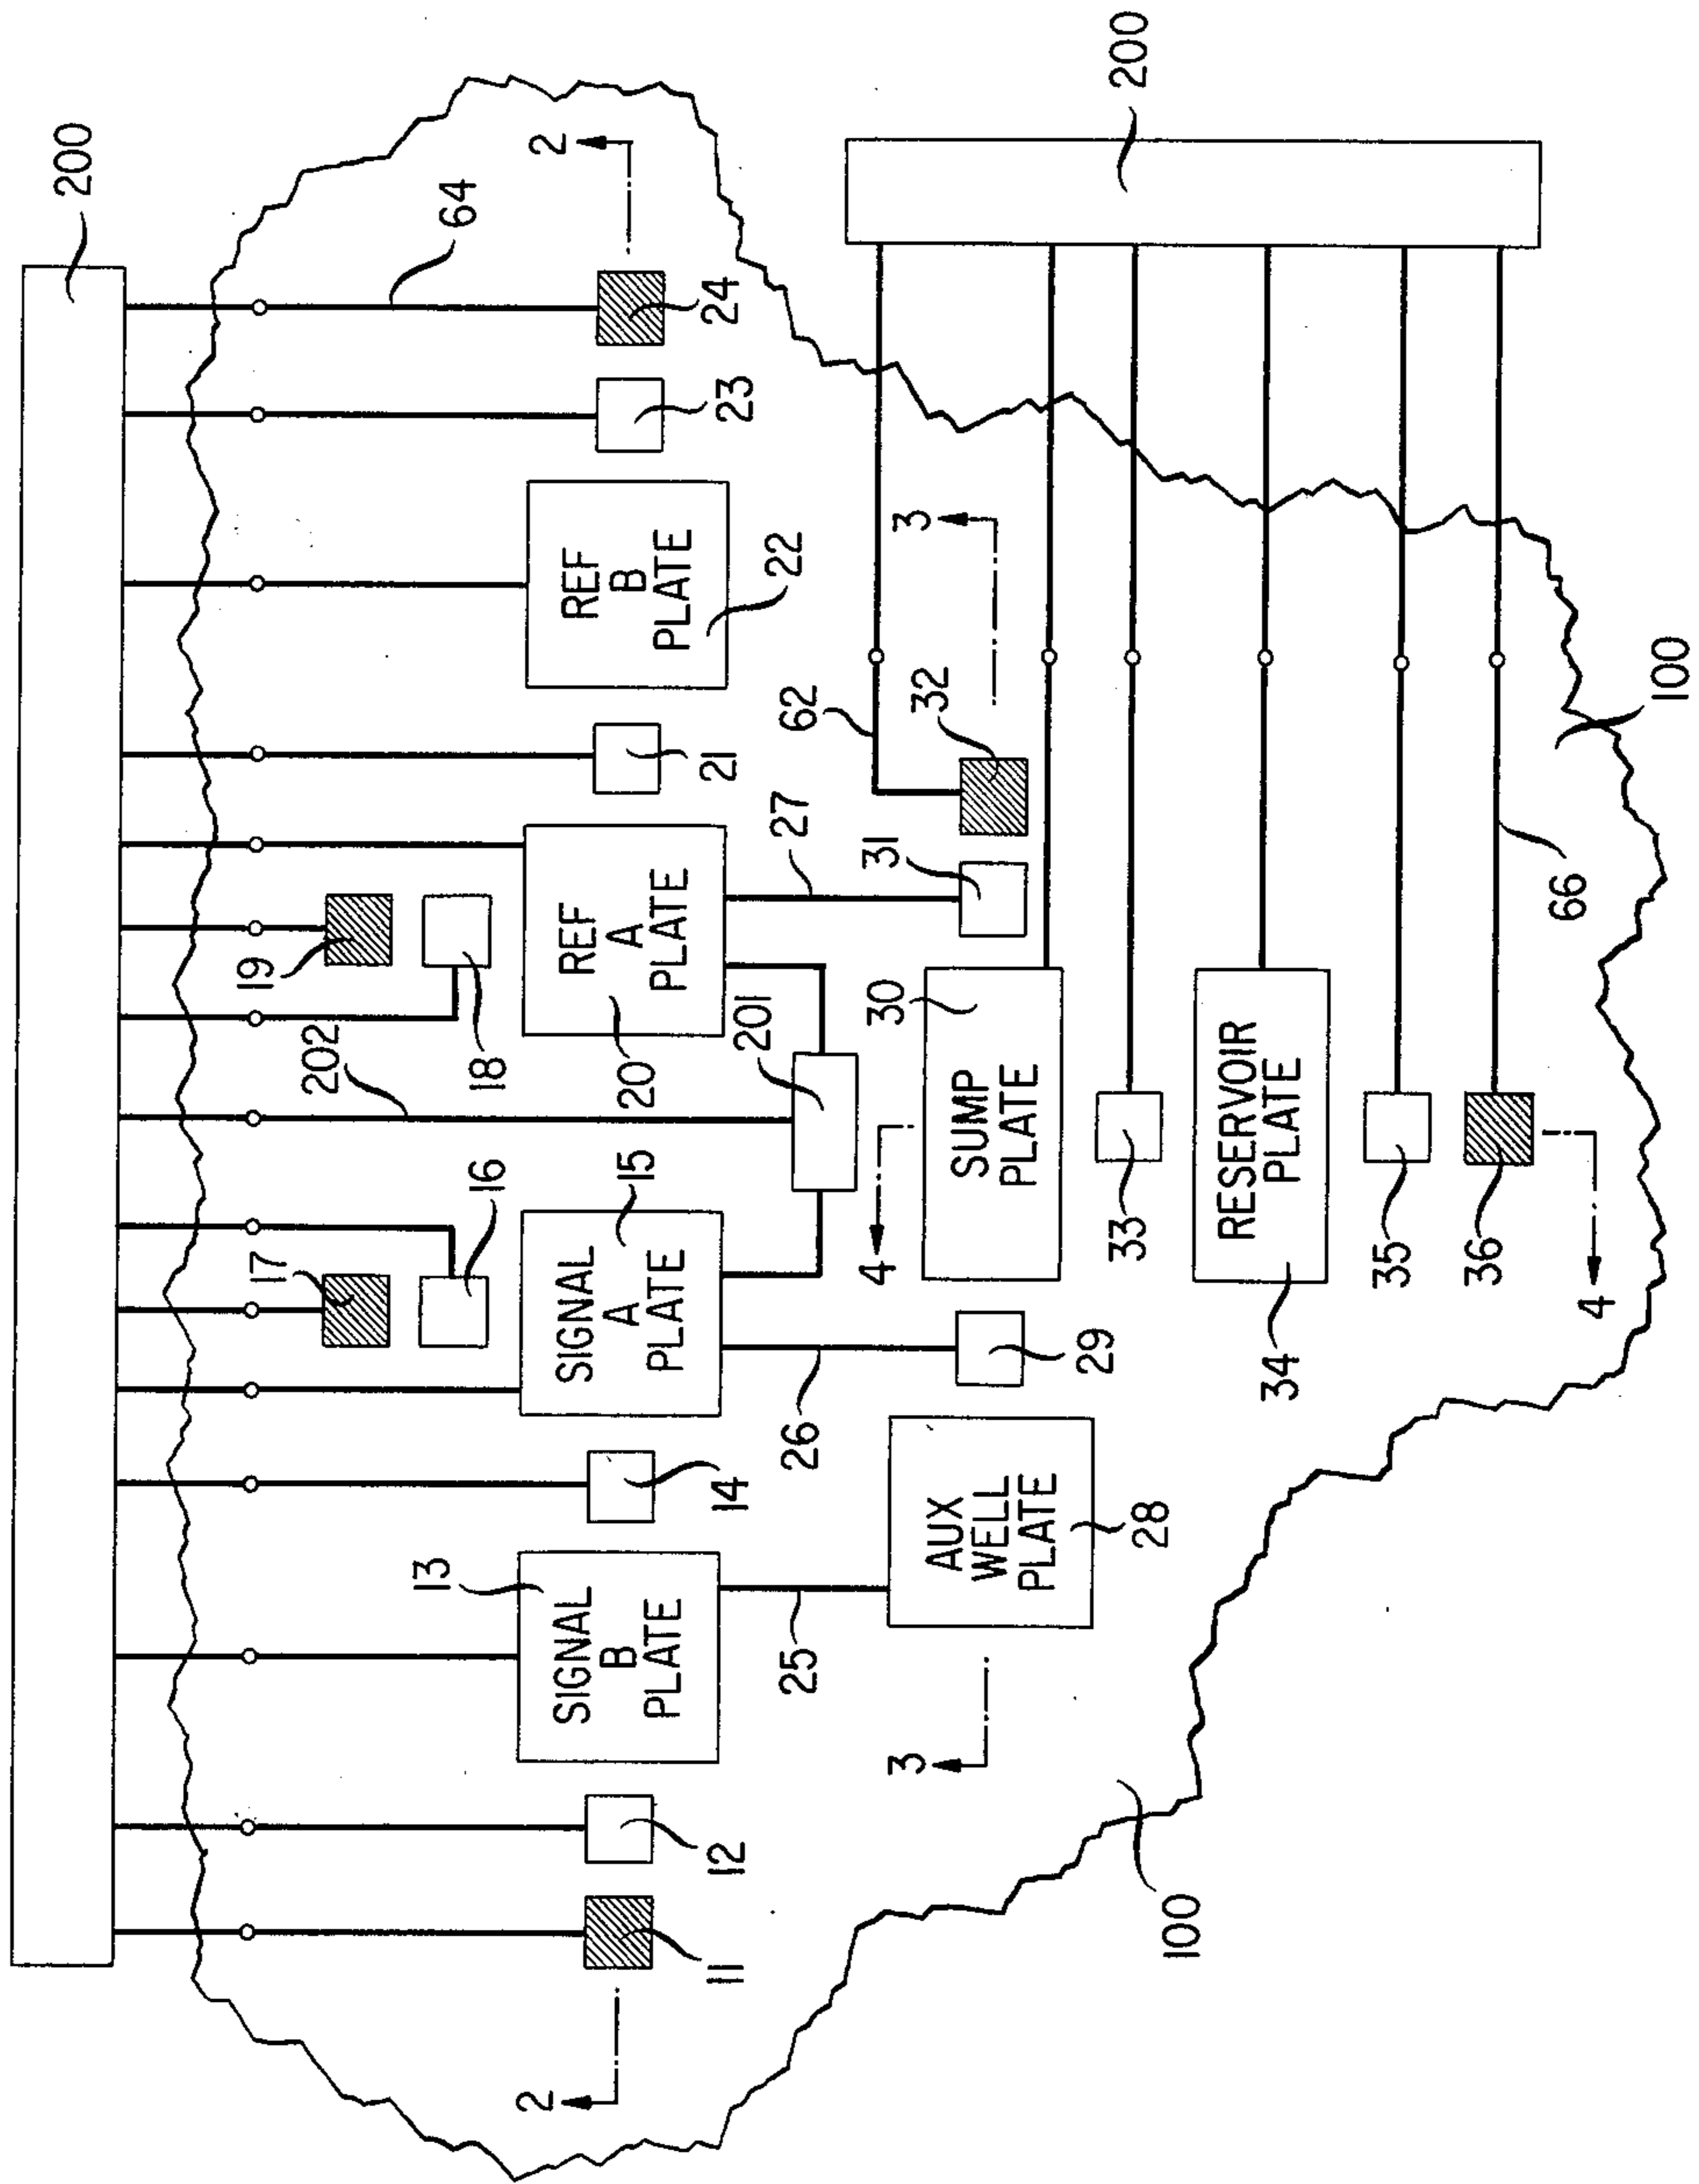 200
64
2
24
23
REF
B
PLATE
22
21
19
18
202
REF
A
PLATE
20
201
27
31
62
32
3
200
17
16
15
SIGNAL
A
PLATE
14
13
SIGNAL
B
PLATE
12
11
2
25
26
AUX
WELL
PLATE
28
29
3
4
30
SUMP
PLATE
33
RESERVOIR
PLATE
34
35
36
4
66
100
100